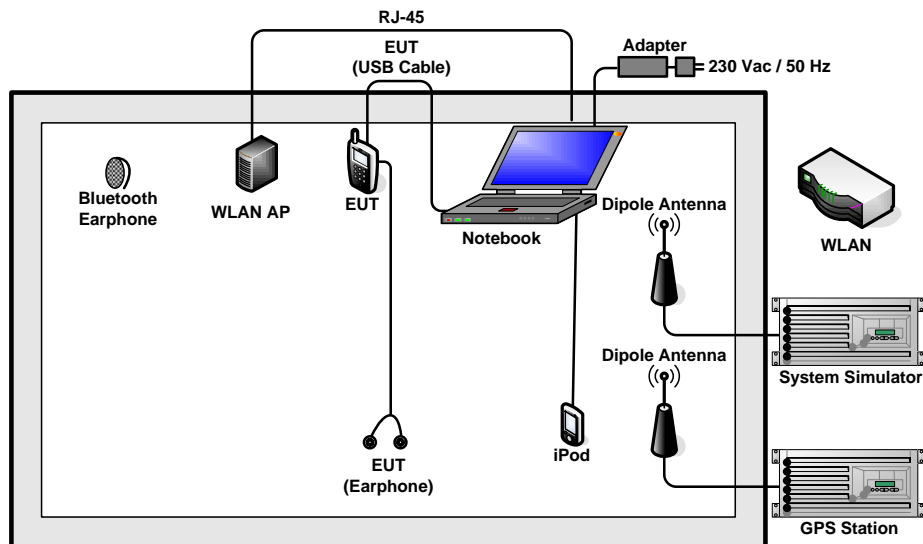 RJ-45
EUT
(USB Cable)
Adapter
230 Vac / 50 Hz
Bluetooth
Earphone
WLAN AP
EUT
Notebook
Dipole Antenna
WLAN
System Simulator
Dipole Antenna
EUT
(Earphone)
iPod
GPS Station